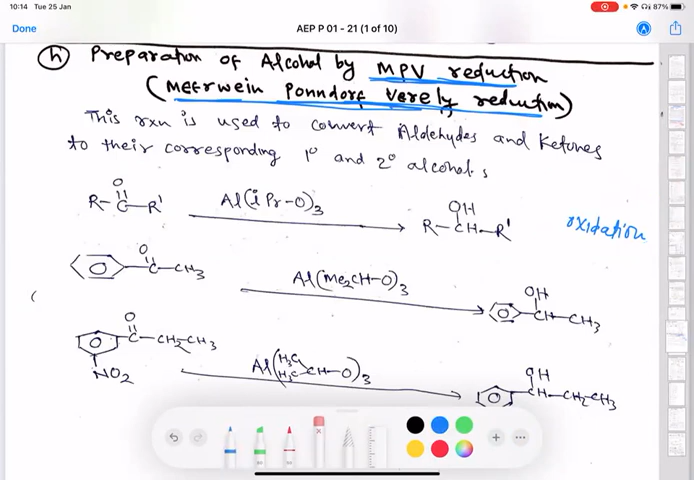 10:14 Tue 25 Jan
87%
Done
AEP P 01 - 21 (1 of 10)
(h) Preparation of Alcohol by MPV reduction
(Meerwein Ponndorf Verely reduction)
This rxn is used to convert Aldehydes and Ketones
to their corresponding 1° and 2° alcohols
O
R-C-R'
Al(iPr-O)3
OH
R-CH-R'
oxidation
O
C-CH3
Al(Me2CH-O)3
OH
CH-CH3
O
C-CH2-CH3
NO2
Al(H3C H3C CH-O)3
OH
CH-CH2-CH3